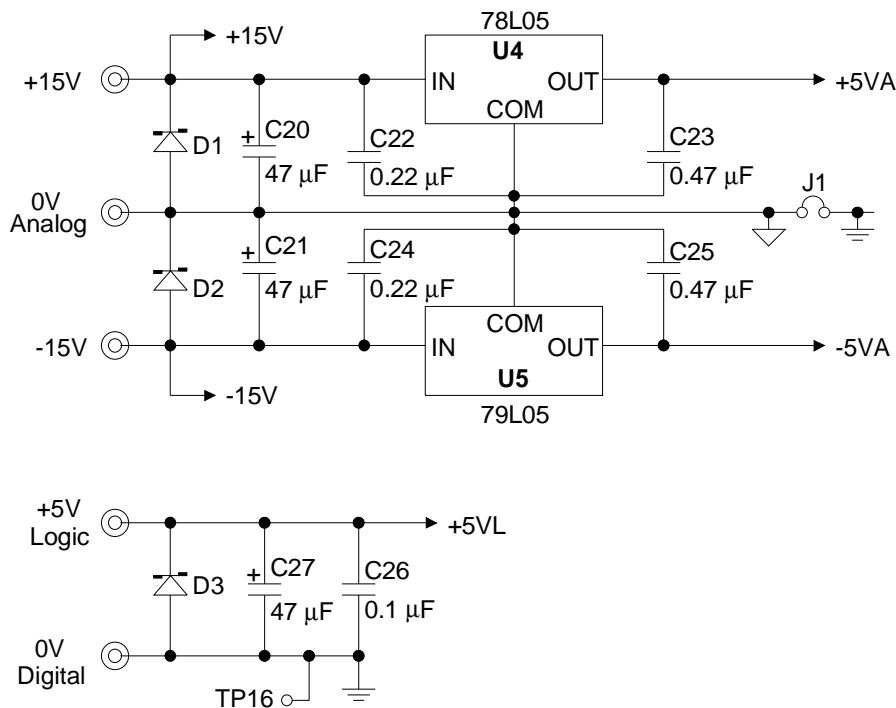 78L05
+15V
U4
+15V
IN
OUT
+5VA
COM
D1
+
C20
47 μF
C22
0.22 μF
C23
0.47 μF
0V
Analog
J1
D2
+
C21
47 μF
C24
0.22 μF
C25
0.47 μF
COM
-15V
IN
OUT
-5VA
U5
-15V
79L05
+5V
Logic
+5VL
D3
+
C27
47 μF
C26
0.1 μF
0V
Digital
TP16